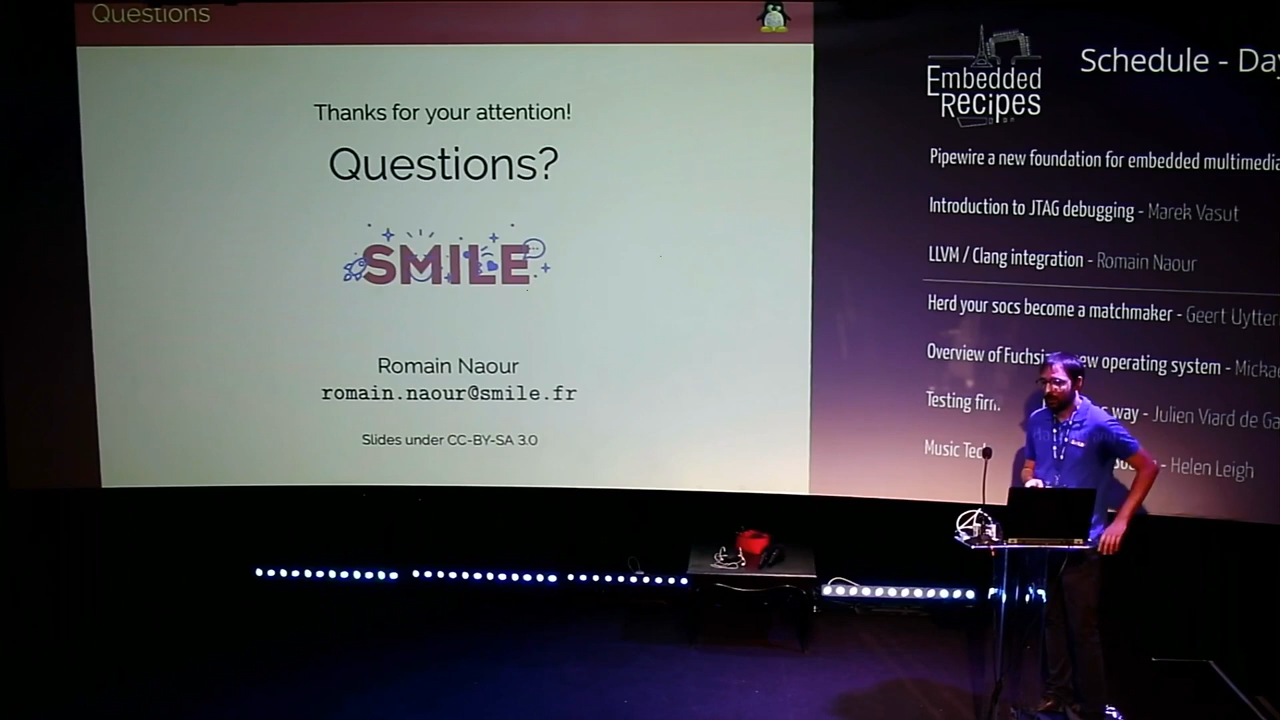 Questions
Thanks for your attention!
Questions?
SMILE
Romain Naour
romain.naour@smile.fr
Slides under CC-BY-SA 3.0
Embedded
Recipes
Schedule - Day
Pipewire a new foundation for embedded multimedia
Introduction to JTAG debugging - Marek Vasut
LLVM / Clang integration - Romain Naour
Herd your socs become a matchmaker - Geert Uytter
Overview of Fuchsia new operating system - Micka
Testing way - Julien Viard de Ga
Music - Helen Leigh